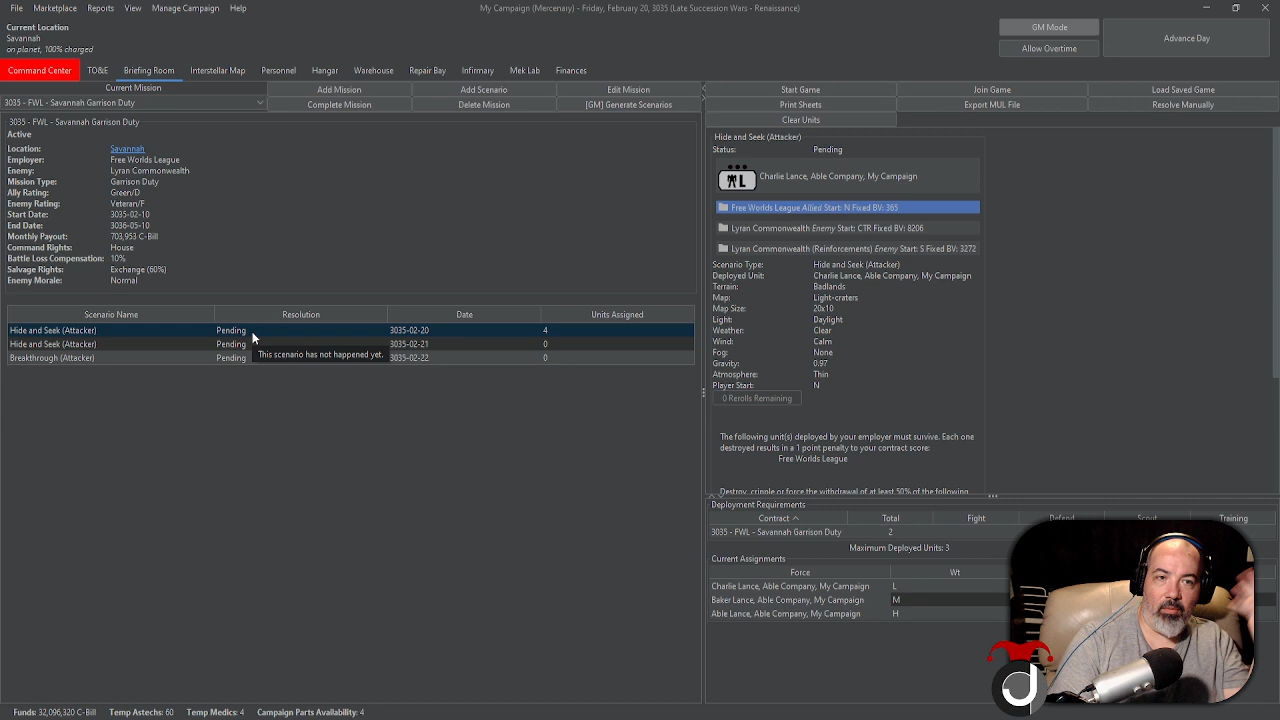 File Marketplace Reports View Manage Campaign Help
My Campaign (Mercenary) - Friday, February 20, 3035 (Late Succession Wars - Renaissance)
Current Location
Savannah
on planet, 100% charged
GM Mode
Allow Overtime
Advance Day
Command Center TO&E Briefing Room Interstellar Map Personnel Hangar Warehouse Repair Bay Infirmary Mek Lab Finances
Current Mission
3035 - FWL - Savannah Garrison Duty
Add Mission Add Scenario Edit Mission
Complete Mission Delete Mission [GM] Generate Scenarios
3035 - FWL - Savannah Garrison Duty
Active
Location: Savannah
Employer: Free Worlds League
Enemy: Lyran Commonwealth
Mission Type: Garrison Duty
Ally Rating: Green/D
Enemy Rating: Veteran/F
Start Date: 3035-02-10
End Date: 3036-05-10
Monthly Payout: 703,953 C-Bill
Command Rights: House
Battle Loss Compensation: 10%
Salvage Rights: Exchange (60%)
Enemy Morale: Normal
Scenario Name Resolution Date Units Assigned
Hide and Seek (Attacker) Pending 3035-02-20 4
Hide and Seek (Attacker) Pending 3035-02-21 0
Breakthrough (Attacker) Pending 3035-02-22 0
This scenario has not happened yet.
Start Game Join Game Load Saved Game
Print Sheets Export MUL File Resolve Manually
Clear Units
Hide and Seek (Attacker)
Status: Pending
L
Charlie Lance, Able Company, My Campaign
Free Worlds League Allied Start: N Fixed BV: 365
Lyran Commonwealth Enemy Start: CTR Fixed BV: 8206
Lyran Commonwealth (Reinforcements) Enemy Start: S Fixed BV: 3272
Scenario Type: Hide and Seek (Attacker)
Deployed Unit: Charlie Lance, Able Company, My Campaign
Terrain: Badlands
Map: Light-craters
Map Size: 20x10
Light: Daylight
Weather: Clear
Wind: Calm
Fog: None
Gravity: 0.97
Atmosphere: Thin
Player Start: N
0 Rerolls Remaining
The following unit(s) deployed by your employer must survive. Each one
destroyed results in a 1 point penalty to your contract score:
Free Worlds League
Destroy, cripple or force the withdrawal of at least 50% of the following
Deployment Requirements
Contract Total Fight Defend Scout Training
3035 - FWL - Savannah Garrison Duty 2
Maximum Deployed Units: 3
Current Assignments
Force Wt
Charlie Lance, Able Company, My Campaign L
Baker Lance, Able Company, My Campaign M
Able Lance, Able Company, My Campaign H
Funds: 32,096,320 C-Bill Temp Astechs: 60 Temp Medics: 4 Campaign Parts Availability: 4